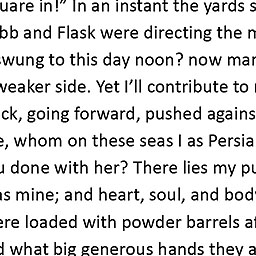 uare in!” In an instant the yards s
bb and Flask were directing the m
swung to this day noon? now mar
weaker side. Yet I’ll contribute to
ck, going forward, pushed agains
e, whom on these seas I as Persia
u done with her? There lies my pu
as mine; and heart, soul, and body
ere loaded with powder barrels af
d what big generous hands they a